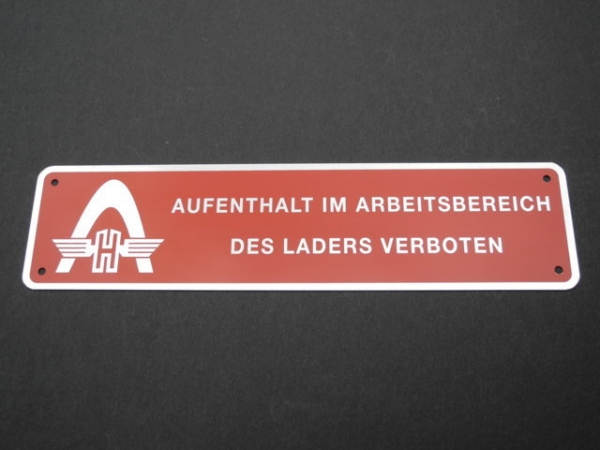 AUFENTHALT IM ARBEITSBEREICH
DES LADERS VERBOTEN
H